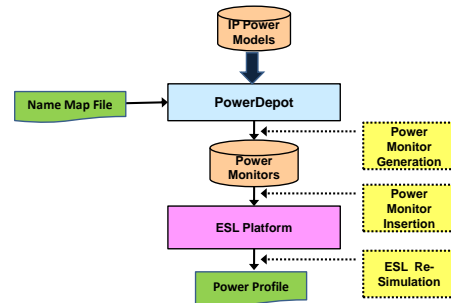 IP Power
Models
Name Map File
PowerDepot
Power
Monitor
Generation
Power
Monitors
Power
Monitor
Insertion
ESL Platform
ESL Re-
Simulation
Power Profile